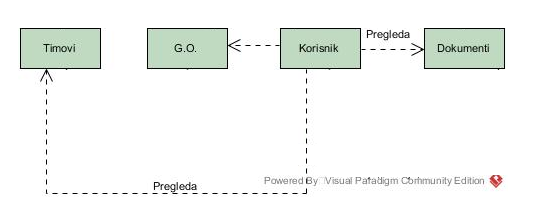 Pregleda
Timovi
G.O.
Korisnik
Dokumenti
Powered By Visual Paradigm Community Edition
Pregleda